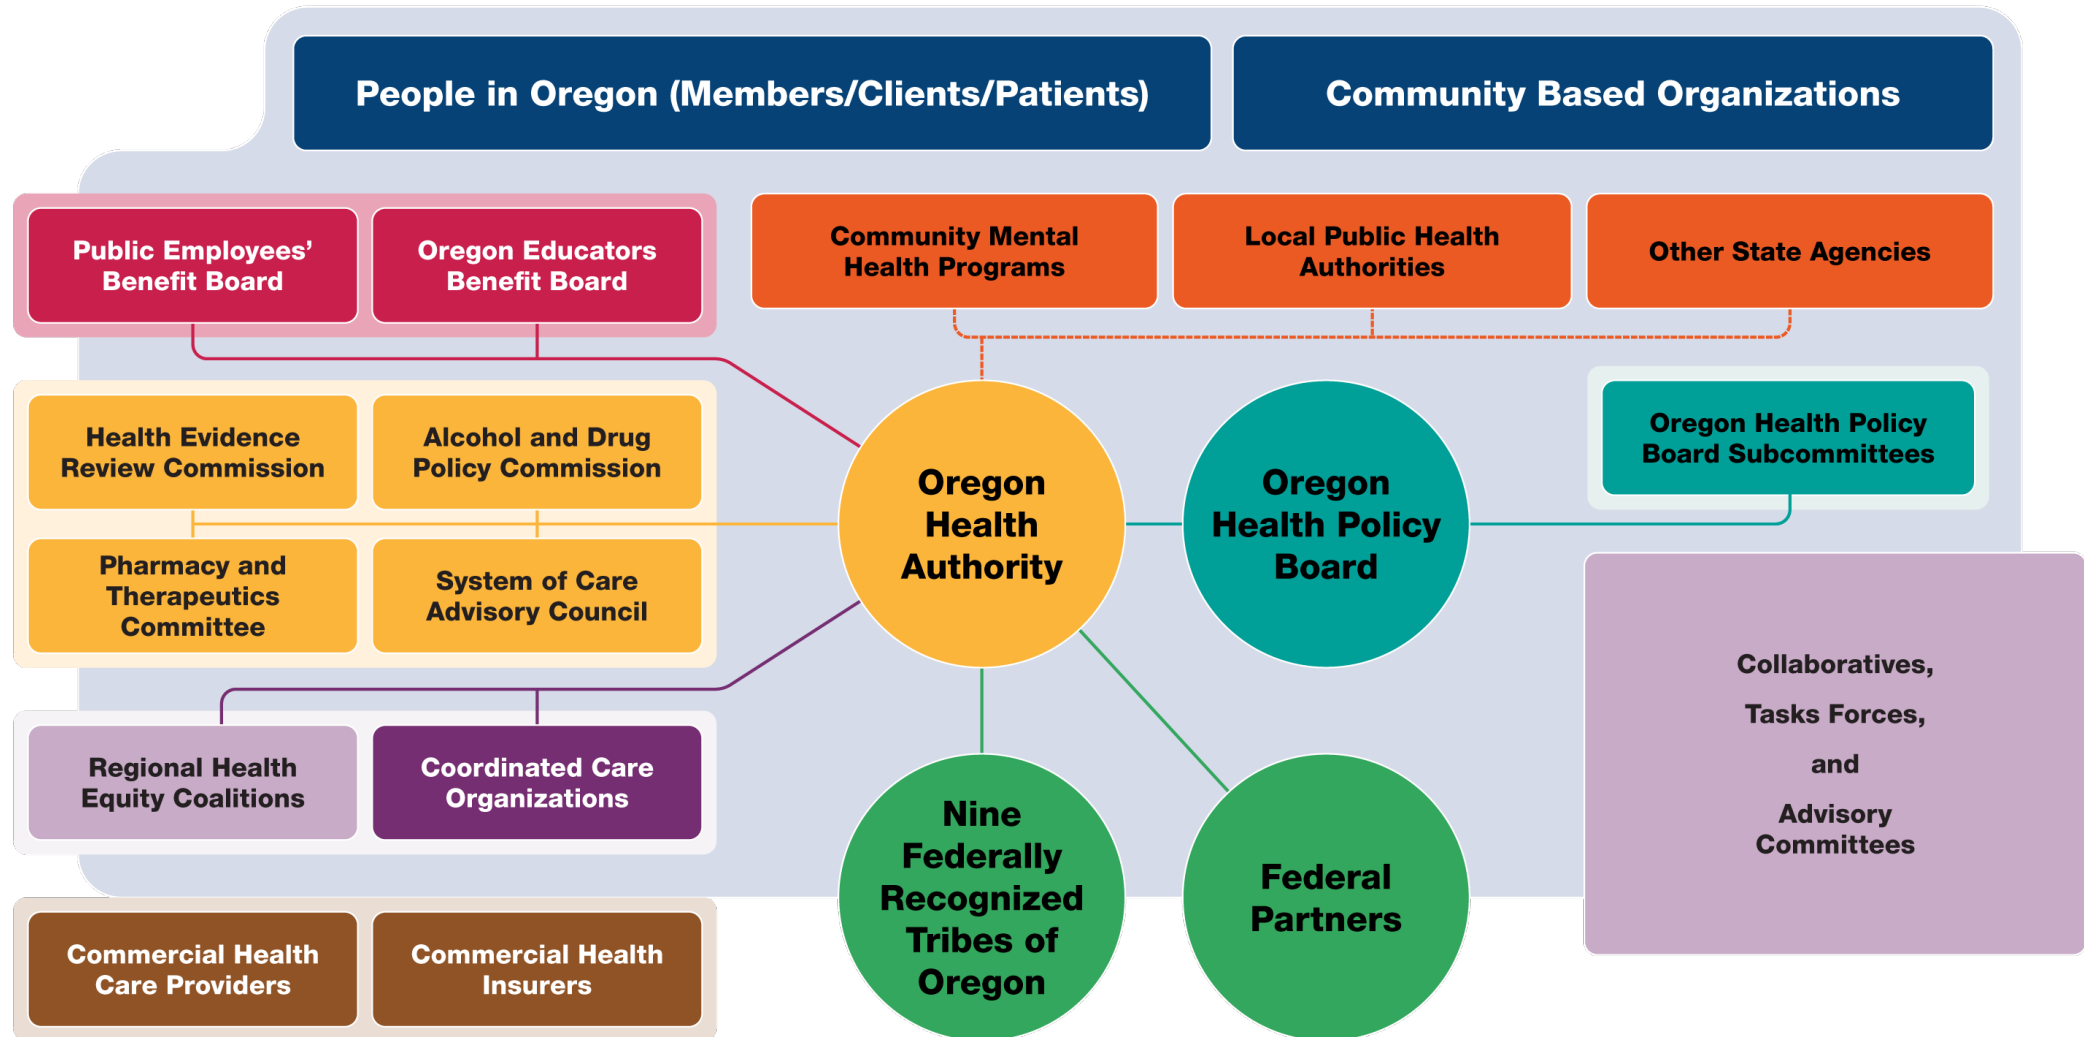 People in Oregon (Members/Clients/Patients)
Community Based Organizations
Public Employees’
Benefit Board
Oregon Educators
Benefit Board
Community Mental
Health Programs
Local Public Health
Authorities
Other State Agencies
Health Evidence
Review Commission
Alcohol and Drug
Policy Commission
Pharmacy and
Therapeutics
Committee
System of Care
Advisory Council
Oregon
Health
Authority
Oregon
Health Policy
Board
Oregon Health Policy
Board Subcommittees
Regional Health
Equity Coalitions
Coordinated Care
Organizations
Collaboratives,
Tasks Forces,
and
Advisory
Committees
Commercial Health
Care Providers
Commercial Health
Insurers
Nine
Federally
Recognized
Tribes of
Oregon
Federal
Partners